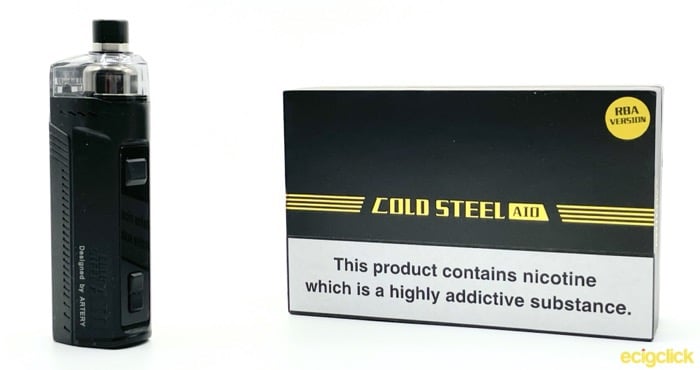 Designed by ARTERY
RBA
VERSION
COLD STEEL AIO
This product contains nicotine
which is a highly addictive substance.
ecigclick